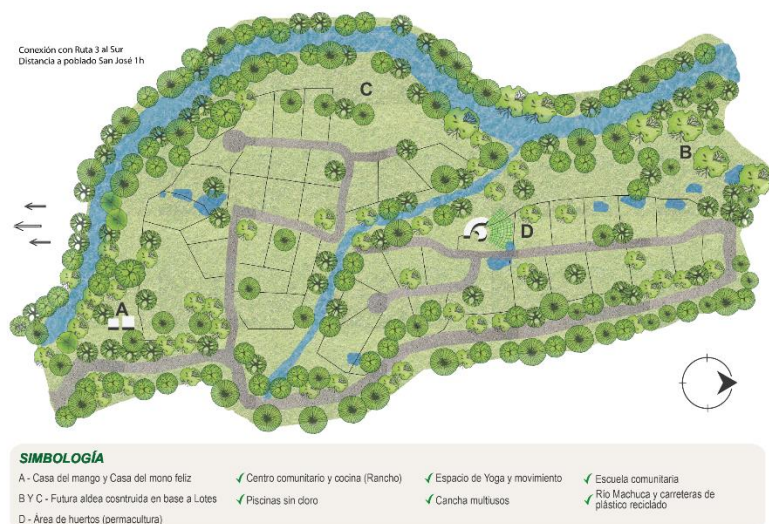 Conexión con Ruta 3 al Sur
Distancia a poblado San José 1h
C
B
D
A
SIMBOLOGÍA
A - Casa del mango y Casa del mono feliz
B Y C - Futura aldea cosntruida en base a Lotes
D - Área de huertos (permacultura)
✓ Centro comunitario y cocina (Rancho)
✓ Piscinas sin cloro
✓ Espacio de Yoga y movimiento
✓ Cancha multiusos
✓ Escuela comunitaria
✓ Río Machuca y carreteras de
plástico reciclado